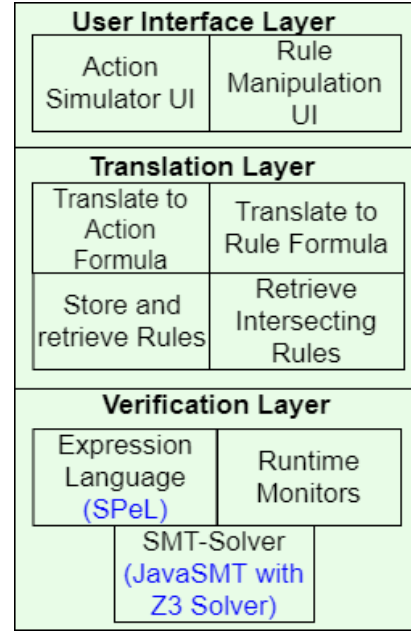 User Interface Layer
Action
Simulator UI
Rule
Manipulation
UI
Translation Layer
Translate to
Action
Formula
Translate to
Rule Formula
Store and
retrieve Rules
Retrieve
Intersecting
Rules
Verification Layer
Expression
Language
(SPeL)
Runtime
Monitors
SMT-Solver
(JavaSMT with
Z3 Solver)